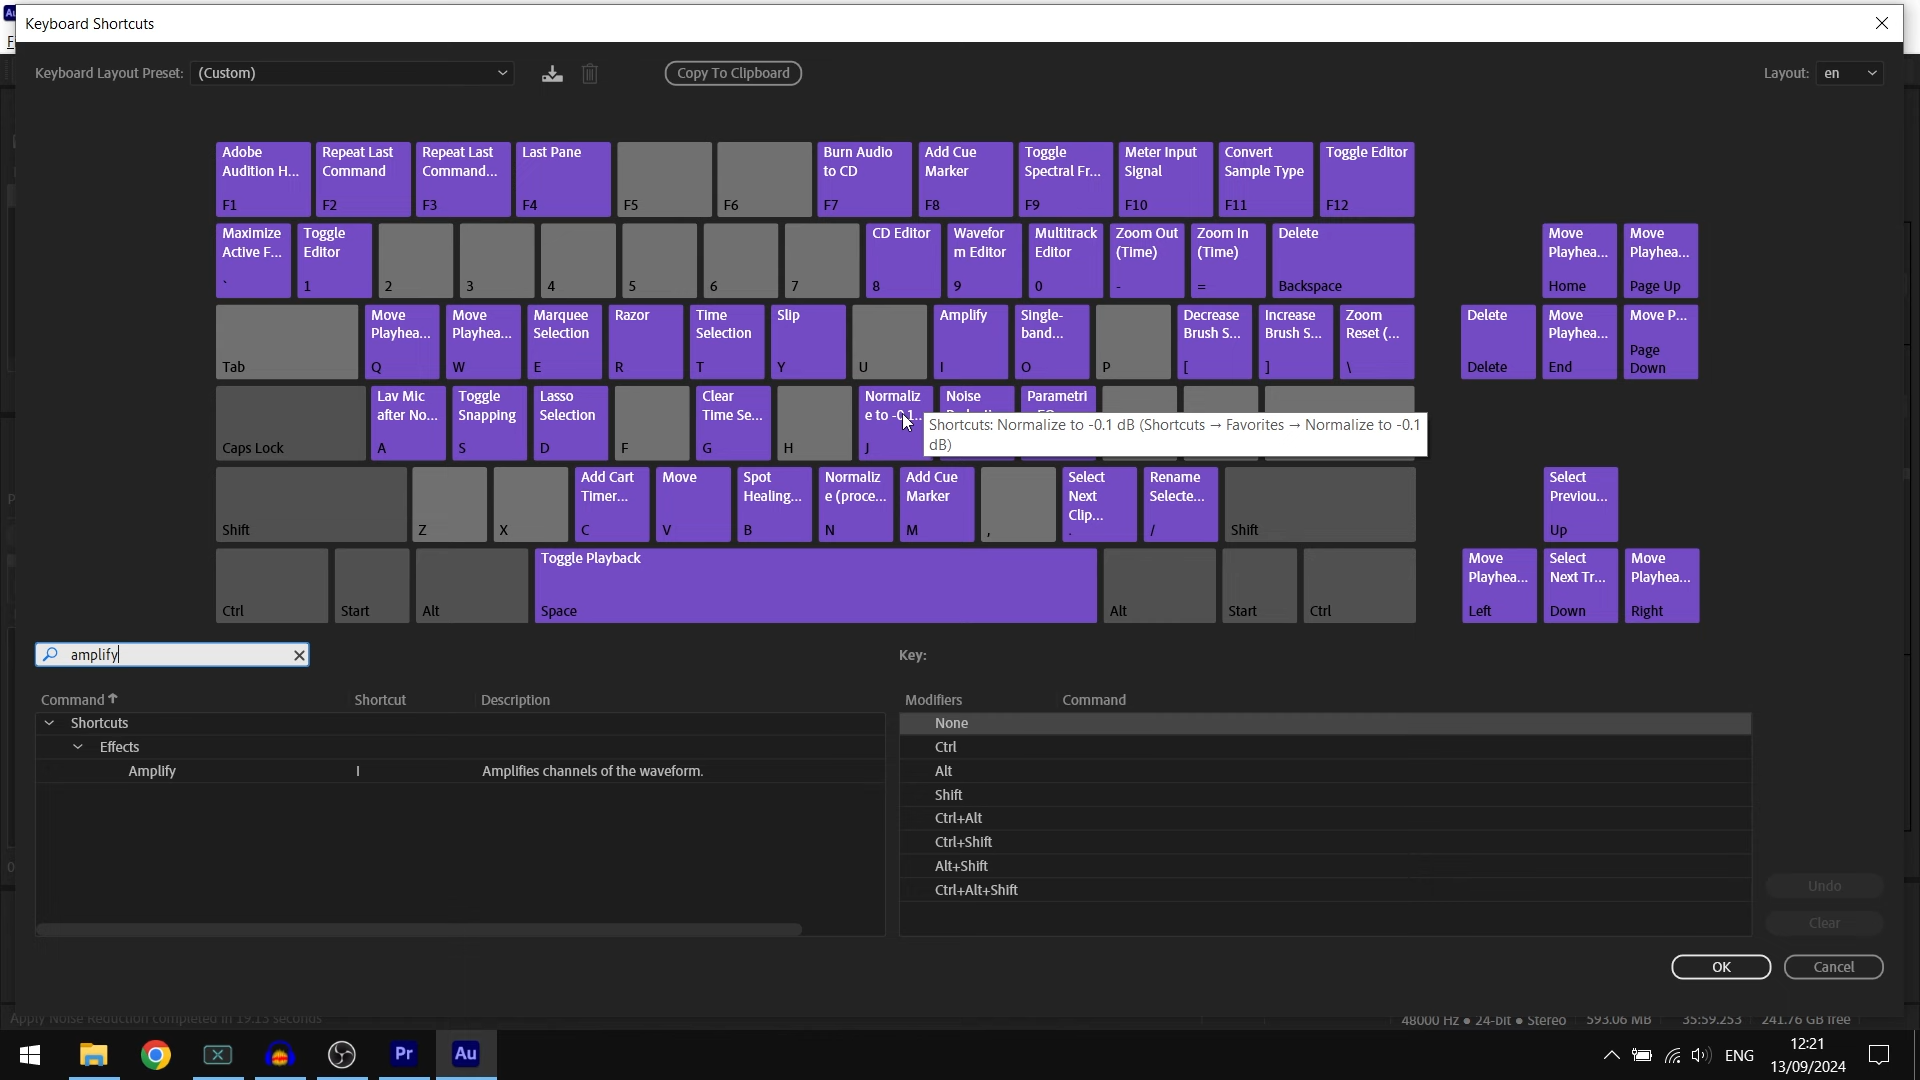 Keyboard Shortcuts
Keyboard Layout Preset: (Custom) Copy To Clipboard Layout: en
Adobe Audition H... F1
Repeat Last Command F2
Repeat Last Command... F3
Last Pane F4
F5
F6
Burn Audio to CD F7
Add Cue Marker F8
Toggle Spectral Fr... F9
Meter Input Signal F10
Convert Sample Type F11
Toggle Editor F12
Maximize Active F... `
Toggle Editor 1
2
3
4
5
6
7
CD Editor 8
Wavefor m Editor 9
Multitrack Editor 0
Zoom Out (Time) -
Zoom In (Time) =
Delete Backspace
Move Playhea... Home
Move Playhea... Page Up
Tab
Move Playhea... Q
Move Playhea... W
Marquee Selection E
Razor R
Time Selection T
Slip Y
U
Amplify I
Single-band... O
P
Decrease Brush S... [
Increase Brush S... ]
Zoom Reset (... \
Delete Delete
Move Playhea... End
Move P... Page Down
Caps Lock
Lav Mic after No... A
Toggle Snapping S
Lasso Selection D
F
Clear Time Se... G
H
Normaliz e to -0.1... J
Noise
Parametri
Shortcuts: Normalize to -0.1 dB (Shortcuts → Favorites → Normalize to -0.1
dB)
Shift
Z
X
Add Cart Timer... C
Move V
Spot Healing... B
Normaliz e (proce... N
Add Cue Marker M
,
Select Next Clip... .
Rename Selecte... /
Shift
Select Previou... Up
Ctrl
Start
Alt
Toggle Playback Space
Alt
Start
Ctrl
Move Playhea... Left
Select Next Tr... Down
Move Playhea... Right
amplify
Key:
Command Shortcut Description
Shortcuts
Effects
Amplify I Amplifies channels of the waveform.
Modifiers Command
None
Ctrl
Alt
Shift
Ctrl+Alt
Ctrl+Shift
Alt+Shift
Ctrl+Alt+Shift
Undo
Clear
OK Cancel
Apply Noise Reduction completed in 19.13 seconds
48000 Hz • 24-bit • Stereo 593.06 MB 35:59.253 241.76 GB free
Pr Au ENG
12:21
13/09/2024